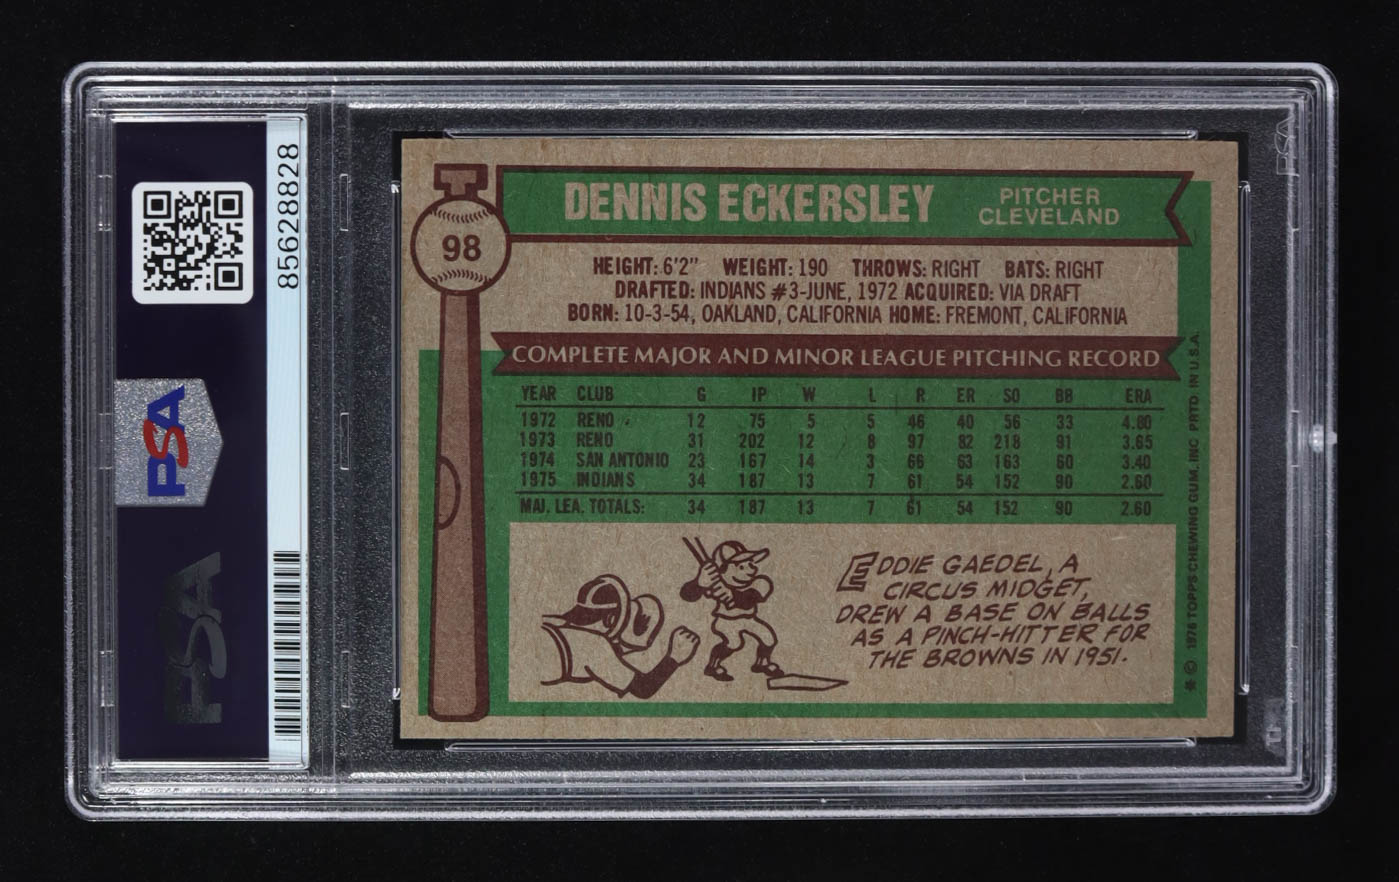 85628828
PSA
PSA
98
DENNIS ECKERSLEY
PITCHER
CLEVELAND
HEIGHT: 6'2" WEIGHT: 190 THROWS: RIGHT BATS: RIGHT
DRAFTED: INDIANS #3-JUNE, 1972 ACQUIRED: VIA DRAFT
BORN: 10-3-54, OAKLAND, CALIFORNIA HOME: FREMONT, CALIFORNIA
COMPLETE MAJOR AND MINOR LEAGUE PITCHING RECORD
YEAR CLUB G IP W L R ER SO BB ERA
1972 RENO 12 75 5 5 46 40 56 33 4.80
1973 RENO 31 202 12 8 97 82 218 91 3.65
1974 SAN ANTONIO 23 167 14 3 66 63 163 60 3.40
1975 INDIANS 34 187 13 7 61 54 152 90 2.60
MAJ. LEA. TOTALS: 34 187 13 7 61 54 152 90 2.60
EDDIE GAEDEL, A
CIRCUS MIDGET,
DREW A BASE ON BALLS
AS A PINCH-HITTER FOR
THE BROWNS IN 1951.
* © 1976 TOPPS CHEWING GUM, INC PRTD. IN U.S.A.
PSA